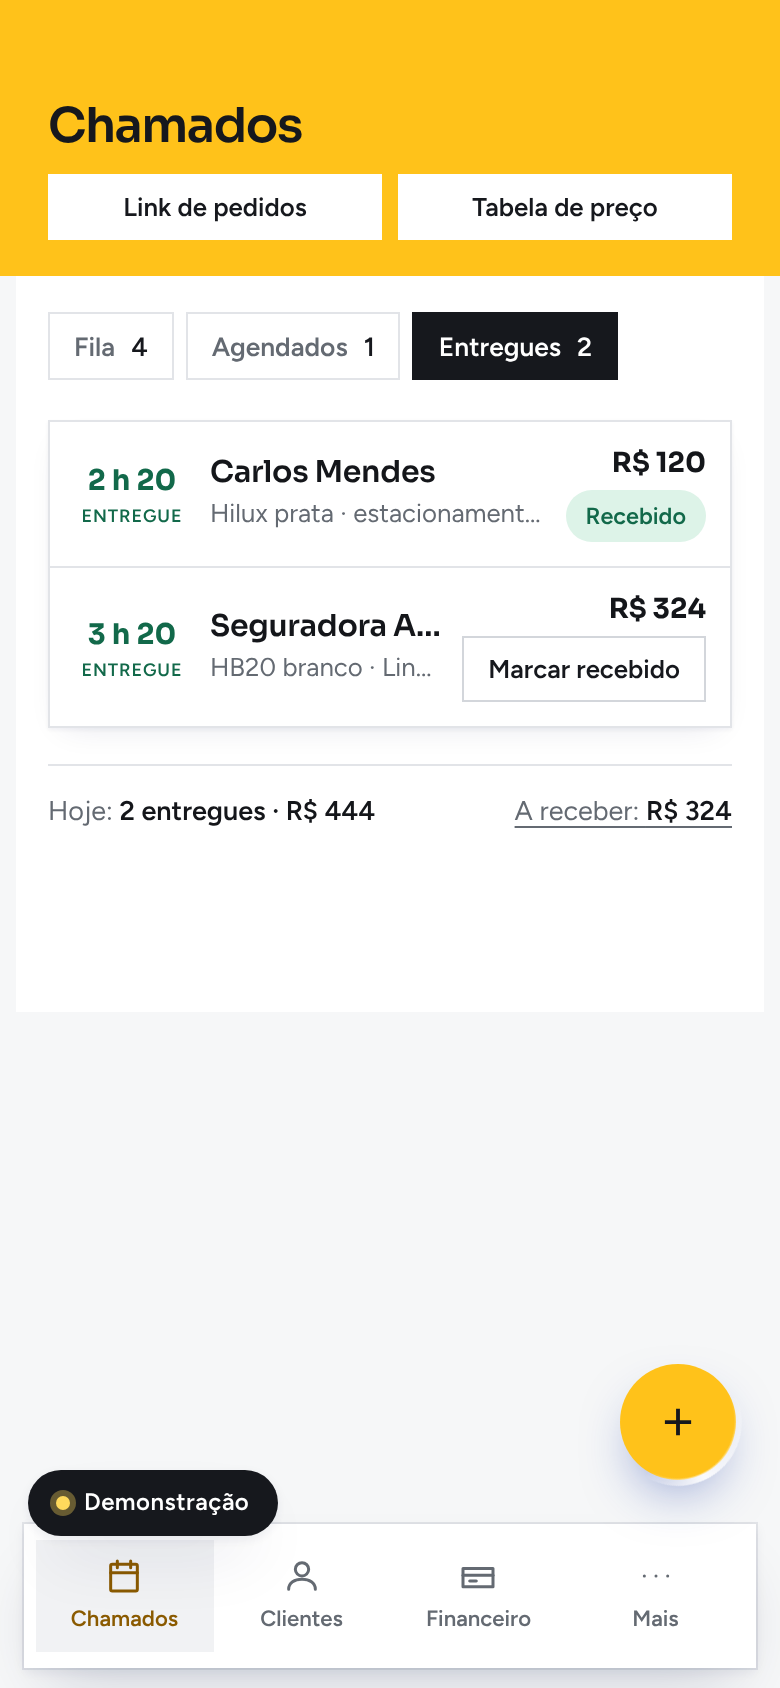 Chamados
Link de pedidos
Tabela de preço
Fila 4
Agendados 1
Entregues 2
2 h 20
ENTREGUE
Carlos Mendes
Hilux prata · estacionament...
R$ 120
Recebido
3 h 20
ENTREGUE
Seguradora A...
HB20 branco · Lin...
R$ 324
Marcar recebido
Hoje: 2 entregues · R$ 444
A receber: R$ 324
+
Demonstração
Chamados
Clientes
Financeiro
Mais